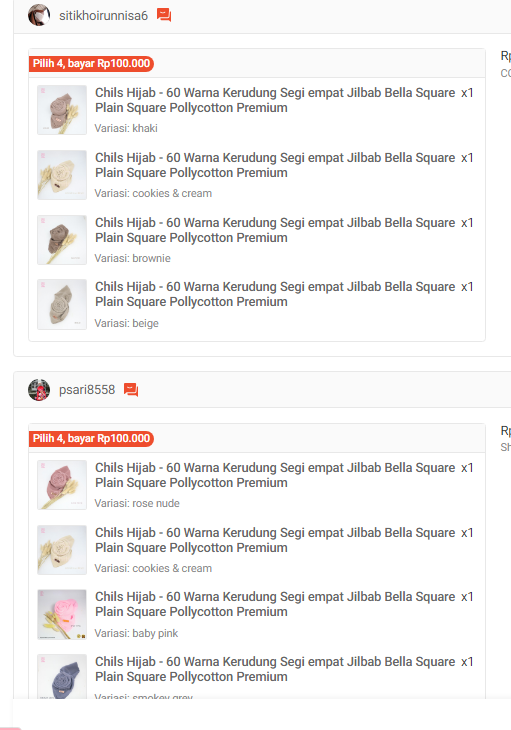 sitikhoirunnisa6
Pilih 4, bayar Rp100.000
Rp
CO
Chils Hijab - 60 Warna Kerudung Segi empat Jilbab Bella Square x1
Plain Square Pollycotton Premium
Variasi: khaki
Chils Hijab - 60 Warna Kerudung Segi empat Jilbab Bella Square x1
Plain Square Pollycotton Premium
Variasi: cookies & cream
Chils Hijab - 60 Warna Kerudung Segi empat Jilbab Bella Square x1
Plain Square Pollycotton Premium
Variasi: brownie
Chils Hijab - 60 Warna Kerudung Segi empat Jilbab Bella Square x1
Plain Square Pollycotton Premium
Variasi: beige
psari8558
Pilih 4, bayar Rp100.000
Rp
Sh
Chils Hijab - 60 Warna Kerudung Segi empat Jilbab Bella Square x1
Plain Square Pollycotton Premium
Variasi: rose nude
Chils Hijab - 60 Warna Kerudung Segi empat Jilbab Bella Square x1
Plain Square Pollycotton Premium
Variasi: cookies & cream
Chils Hijab - 60 Warna Kerudung Segi empat Jilbab Bella Square x1
Plain Square Pollycotton Premium
Variasi: baby pink
Chils Hijab - 60 Warna Kerudung Segi empat Jilbab Bella Square x1
Plain Square Pollycotton Premium
Variasi: smokey grey